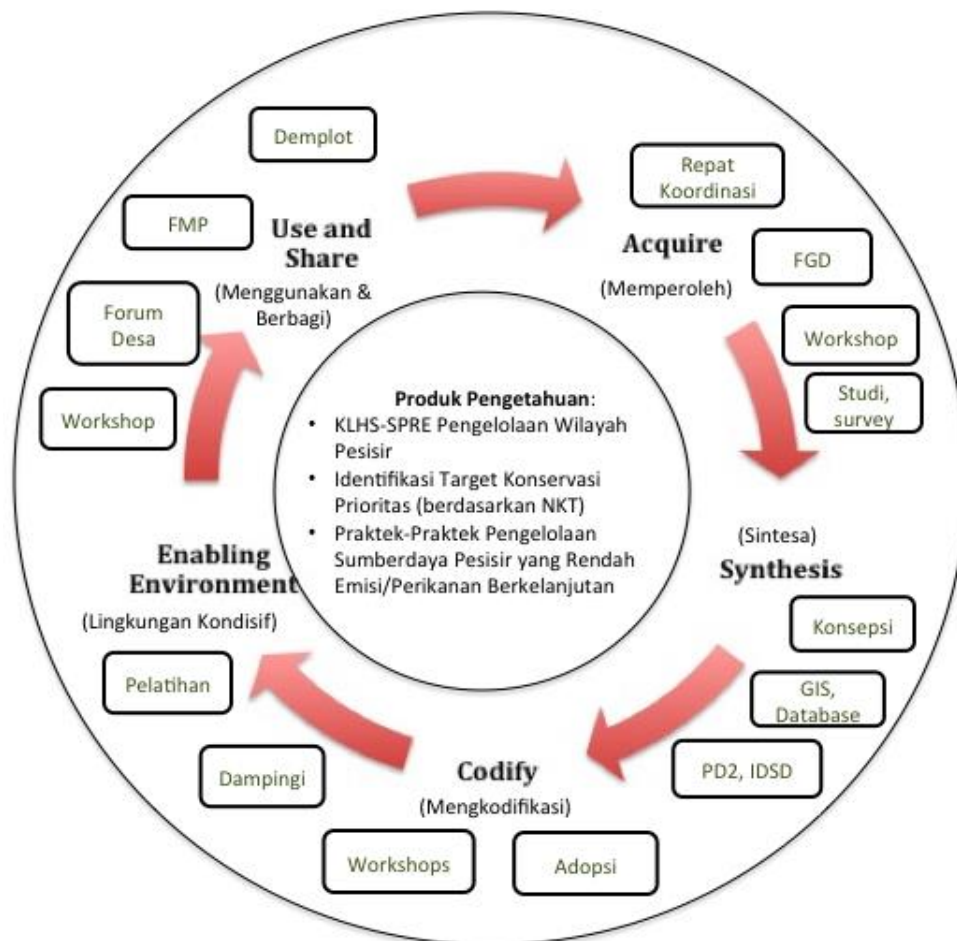 Demplot
FMP
Use and
Share
(Menggunakan &
Berbagi)
Forum
Desa
Workshop
Repat
Koordinasi
Acquire
(Memperoleh)
FGD
Workshop
Studi,
survey
Produk Pengetahuan:
• KLHS-SPRE Pengelolaan Wilayah
Pesisir
• Identifikasi Target Konservasi
Prioritas (berdasarkan NKT)
• Praktek-Praktek Pengelolaan
Sumberdaya Pesisir yang Rendah
Emisi/Perikanan Berkelanjutan
(Sintesa)
Synthesis
Konsepsi
GIS,
Database
PD2, IDSD
Codify
(Mengkodifikasi)
Adopsi
Workshops
Dampingi
Enabling
Environment
(Lingkungan Kondisif)
Pelatihan